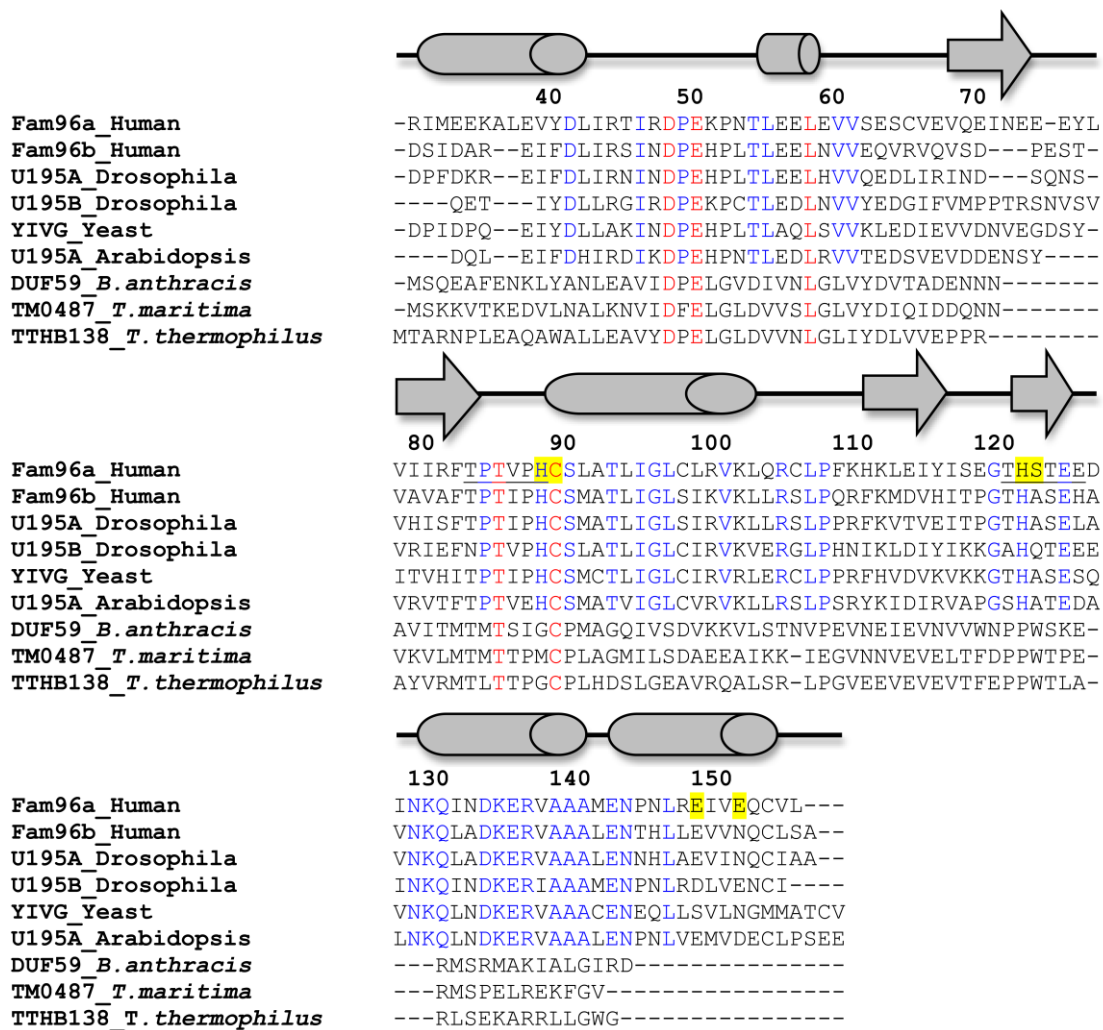 40 50 60 70
Fam96a_Human -RIMEEKALEVYDLIRTIRDPEKPNTLEELEVVSESCVEVQEINEE-EYL
Fam96b_Human -DSIDAR--EIFDLIRSINDPEHPLTLEELNVVEQVRVQVSD---PEST-
U195A_Drosophila -DPFDKR--EIFDLIRNINDPEHPLTLEELHVVQEDLIRIND---SQNS-
U195B_Drosophila ----QET---IYDLLRGIRDPEKPCTLEDLNVVYEDGIFVMPPTRSNVSV
YIVG_Yeast -DPIDPQ--EIYDLLAKINDPEHPLTLAQLSVVKLEDIEVVDNVEGDSY-
U195A_Arabidopsis ----DQL--EIFDHIRDIKDPEHPNTLEDLRVVTEDSVEVDDENSY----
DUF59_B.anthracis -MSQEAFENKLYANLEAVIDPELGVDIVNLGLVYDVTADENNN-------
TM0487_T.maritima -MSKKVTKEDVLNALKNVIDFELGLDVVSLGLVYDIQIDDQNN-------
TTHB138_T.thermophilus MTARNPLEAQAWALLEAVYDPELGLDVVNLGLIYDLVVEPPR--------
80 90 100 110 120
Fam96a_Human VIIRFTPTVPHCSLATLIGLCLRVKLQRCLPFKHKLEIYISEGTHSTEED
Fam96b_Human VAVAFTPTIPHCSMATLIGLSIKVKLLRSLPQRFKMDVHITPGTHASEHA
U195A_Drosophila VHISFTPTIPHCSMATLIGLSIRVKLLRSLPPRFKVTVEITPGTHASELA
U195B_Drosophila VRIEFNPTVPHCSLATLIGLCIRVKVERGLPHNIKLDIYIKKGAHQTEEE
YIVG_Yeast ITVHITPTIPHCSMCTLIGLCIRVRLERCLPPRFHVDVKVKKGTHASESQ
U195A_Arabidopsis VRVTFTPTVEHCSMATVIGLCVRVKLLRSLPSRYKIDIRVAPGSHATEDA
DUF59_B.anthracis AVITMTMTSIGCPMAGQIVSDVKKVLSTNVPEVNEIEVNVVWNPPWSKE-
TM0487_T.maritima VKVLMTMTTPMCPLAGMILSDAEEAIKK-IEGVNNVEVELTFDPPWTPE-
TTHB138_T.thermophilus AYVRMTLTTPGCPLHDSLGEAVRQALSR-LPGVEEVEVEVTFEPPWTLA-
130 140 150
Fam96a_Human INKQINDKERVAAAMENPNLREIVEQCVL---
Fam96b_Human VNKQLADKERVAAALENTHLLEVVNQCLSA--
U195A_Drosophila VNKQLADKERVAAALENNHLAEVINQCIAA--
U195B_Drosophila INKQINDKERIAAAMENPNLRDLVENCI----
YIVG_Yeast VNKQLNDKERVAAACENEQLLSVLNGMMATCV
U195A_Arabidopsis LNKQLNDKERVAAALENPNLVEMVDECLPSEE
DUF59_B.anthracis ---RMSRMAKIALGIRD---------------
TM0487_T.maritima ---RMSPELREKFGV-----------------
TTHB138_T.thermophilus ---RLSEKARRLLGWG----------------